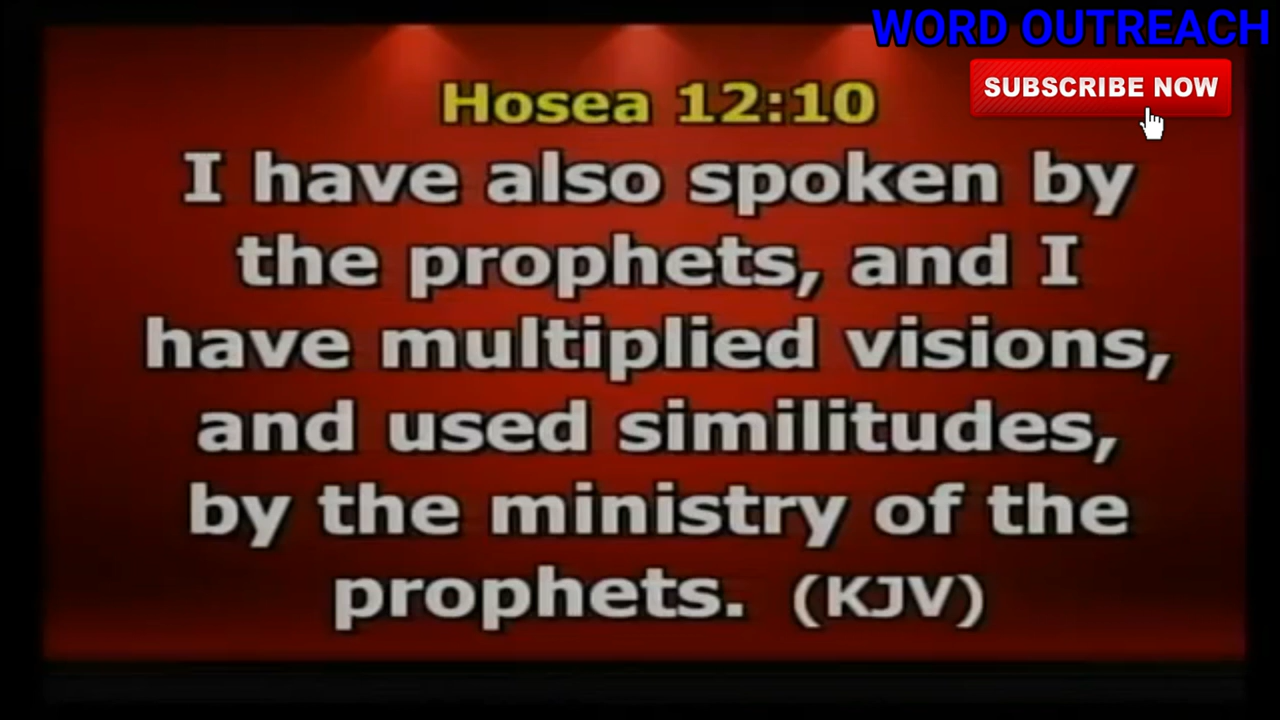 WORD OUTREACH
SUBSCRIBE NOW
Hosea 12:10
I have also spoken by
the prophets, and I
have multiplied visions,
and used similitudes,
by the ministry of the
prophets. (KJV)